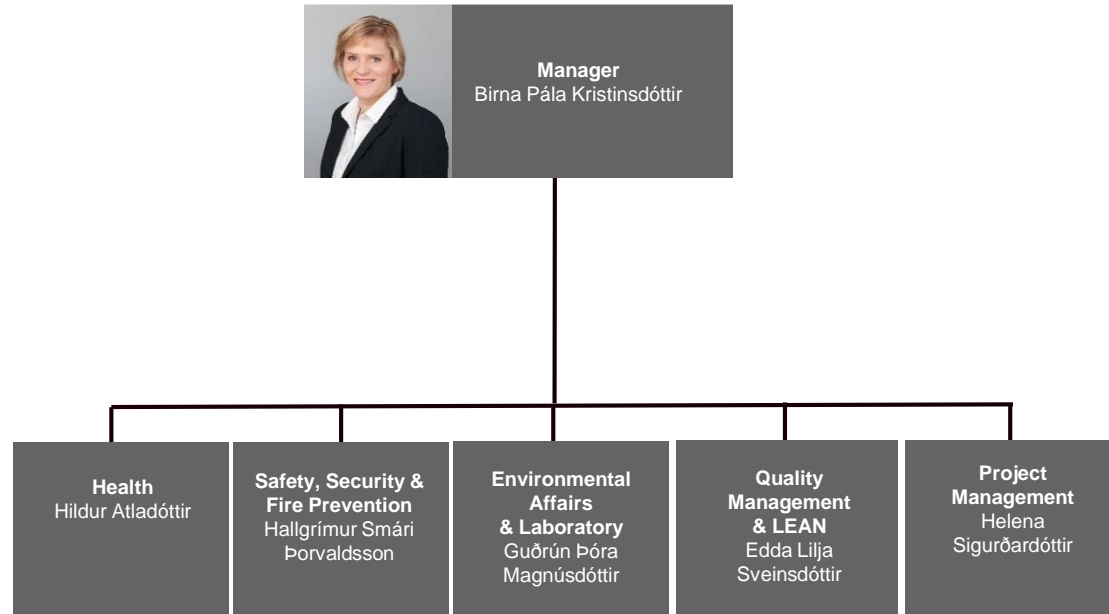 Manager
Birna Pála Kristinsdóttir
Health
Hildur Atladóttir
Safety, Security &
Fire Prevention
Hallgrímur Smári
Þorvaldsson
Environmental
Affairs
& Laboratory
Guðrún Þóra
Magnúsdóttir
Quality
Management
& LEAN
Edda Lilja
Sveinsdóttir
Project
Management
Helena
Sigurðardóttir